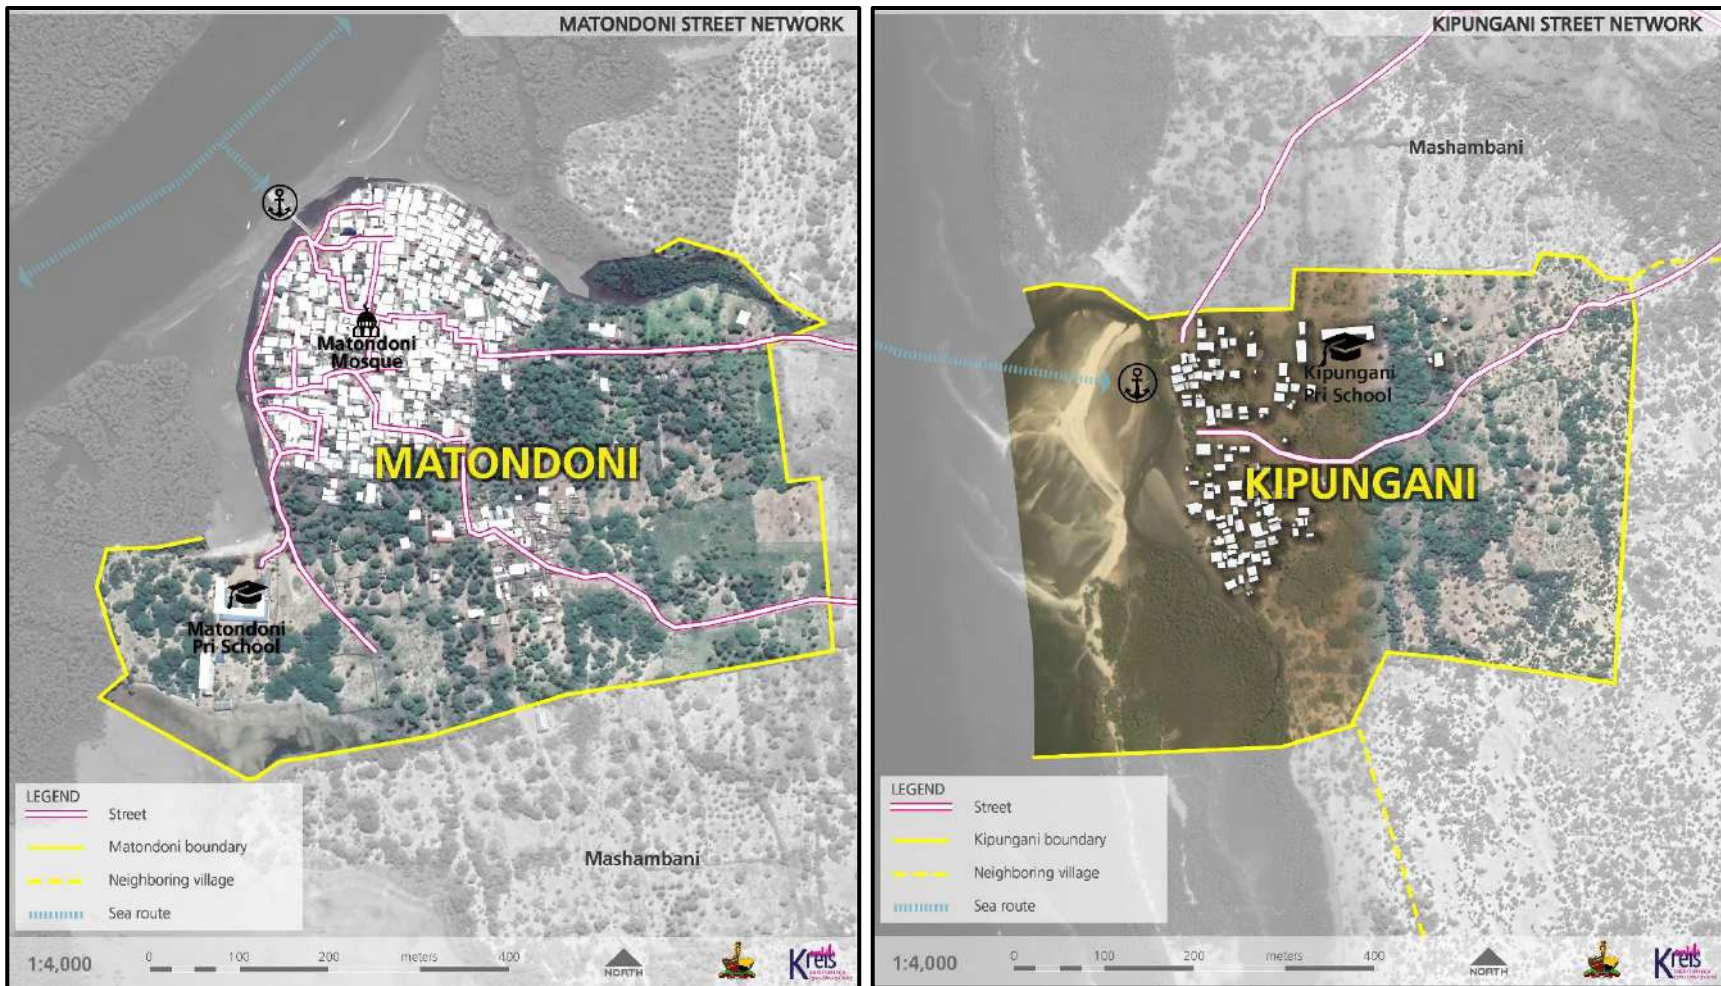 MATONDONI STREET NETWORK
Matondoni
Mosque
MATONDONI
Matondoni
Pri School
Mashambani
LEGEND
Street
Matondoni boundary
Neighboring village
Sea route
1:4,000
0 100 200 meters 400
NORTH
Kreis
KIPUNGANI STREET NETWORK
Mashambani
Kipungani
Pri School
KIPUNGANI
LEGEND
Street
Kipungani boundary
Neighboring village
Sea route
1:4,000
0 100 200 meters 400
NORTH
Kreis